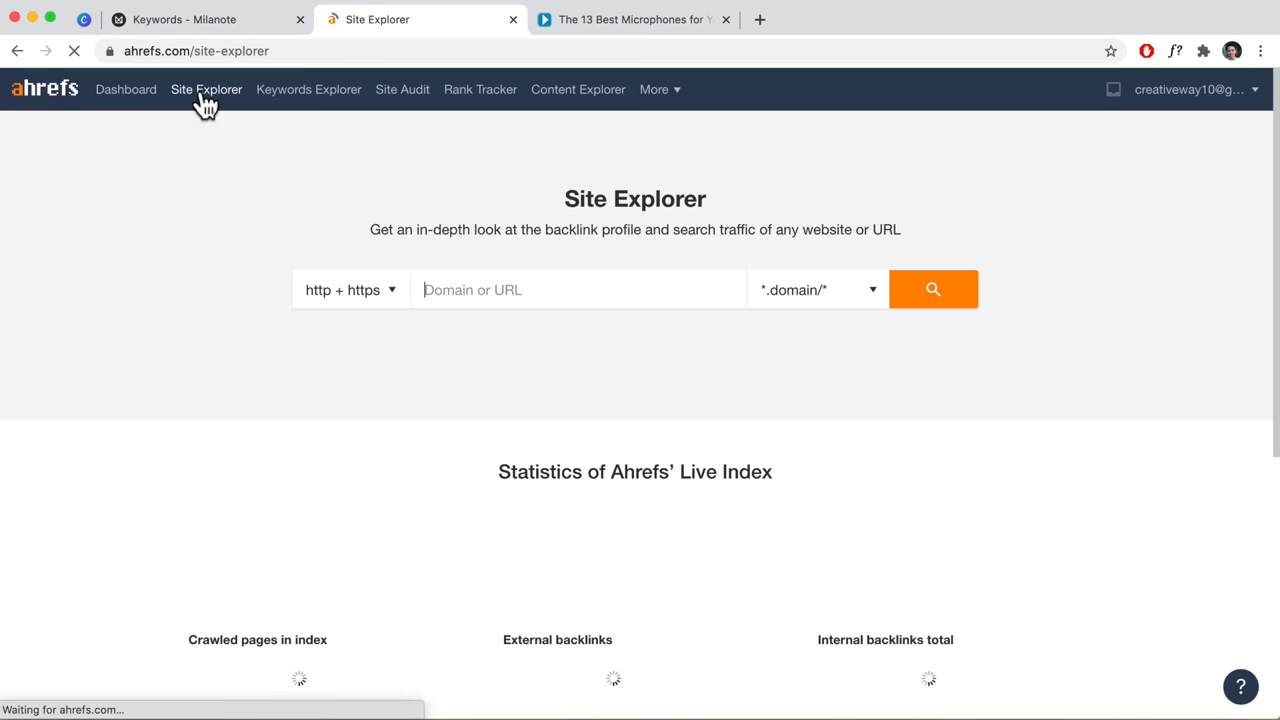 Keywords - Milanote
Site Explorer
The 13 Best Microphones for Y
ahrefs.com/site-explorer
f?
ahrefs
Dashboard
Site Explorer
Keywords Explorer
Site Audit
Rank Tracker
Content Explorer
More
creativeway10@g...
Site Explorer
Get an in-depth look at the backlink profile and search traffic of any website or URL
http + https
Domain or URL
*.domain/*
Statistics of Ahrefs’ Live Index
Crawled pages in index
External backlinks
Internal backlinks total
?
Waiting for ahrefs.com...